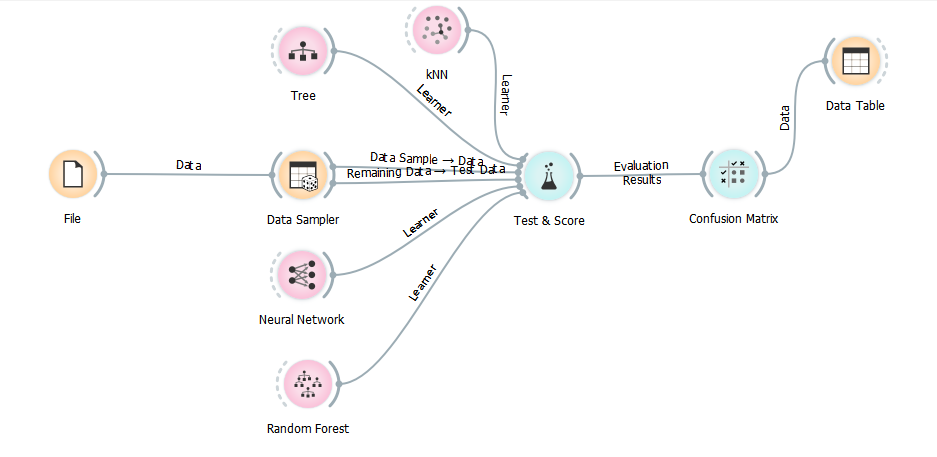 kNN
Tree
Learner
Learner
Data Table
Data
Data
Data Sample → Data
Remaining Data → Test Data
Evaluation
Results
File
Data Sampler
Test & Score
Confusion Matrix
Learner
Neural Network
Learner
Random Forest